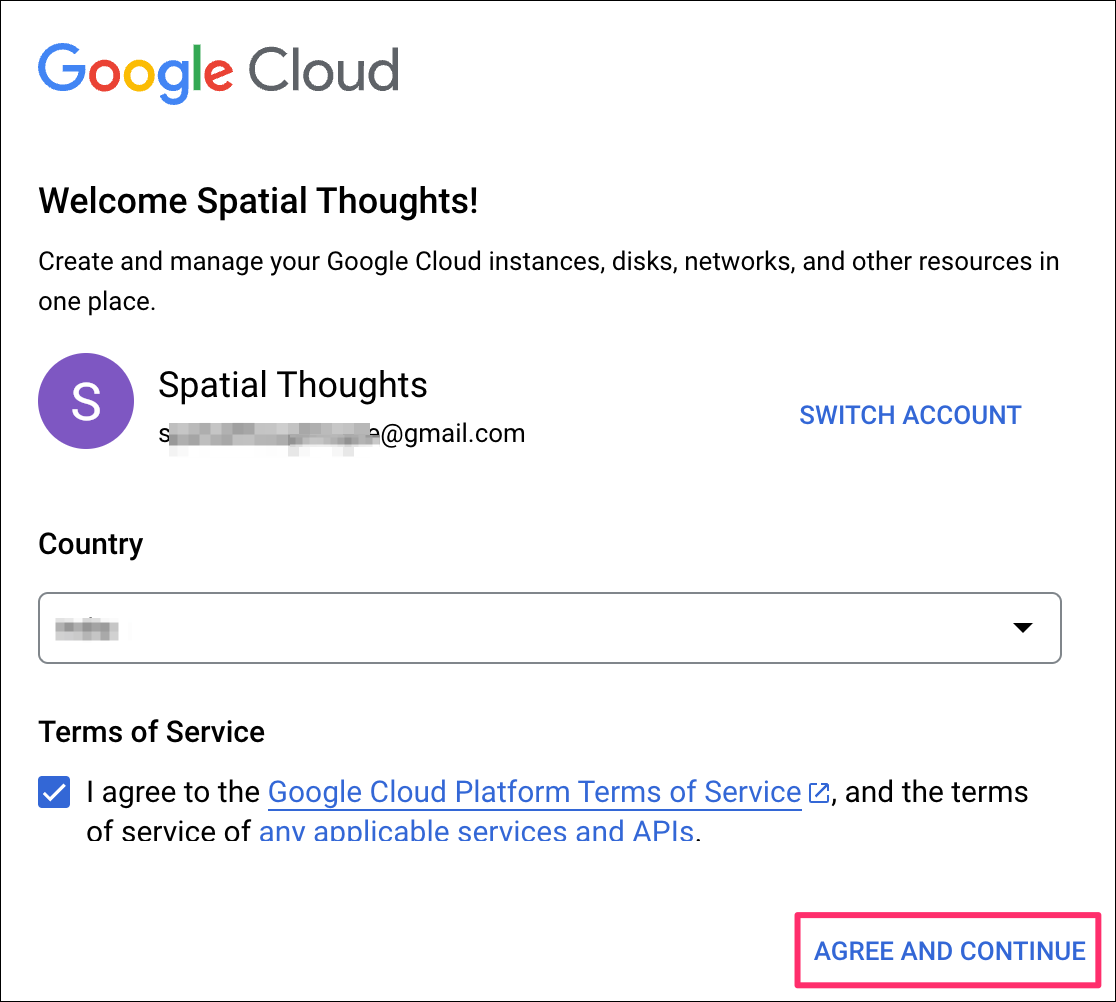 Google Cloud
Welcome Spatial Thoughts!
Create and manage your Google Cloud instances, disks, networks, and other resources in
one place.
S
Spatial Thoughts
s e@gmail.com
SWITCH ACCOUNT
Country
Terms of Service
I agree to the Google Cloud Platform Terms of Service, and the terms
of service of any applicable services and APIs.
AGREE AND CONTINUE